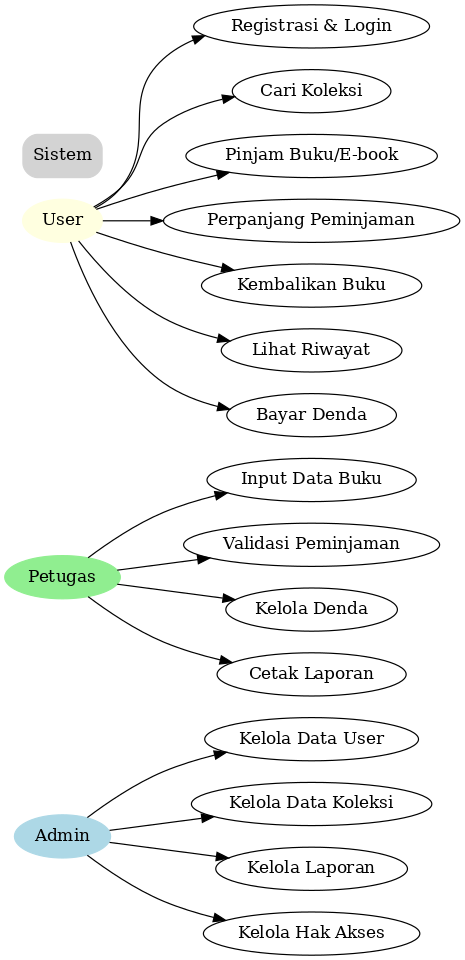 Registrasi & Login
Cari Koleksi
Sistem
Pinjam Buku/E-book
User
Perpanjang Peminjaman
Kembalikan Buku
Lihat Riwayat
Bayar Denda
Input Data Buku
Validasi Peminjaman
Petugas
Kelola Denda
Cetak Laporan
Kelola Data User
Kelola Data Koleksi
Admin
Kelola Laporan
Kelola Hak Akses